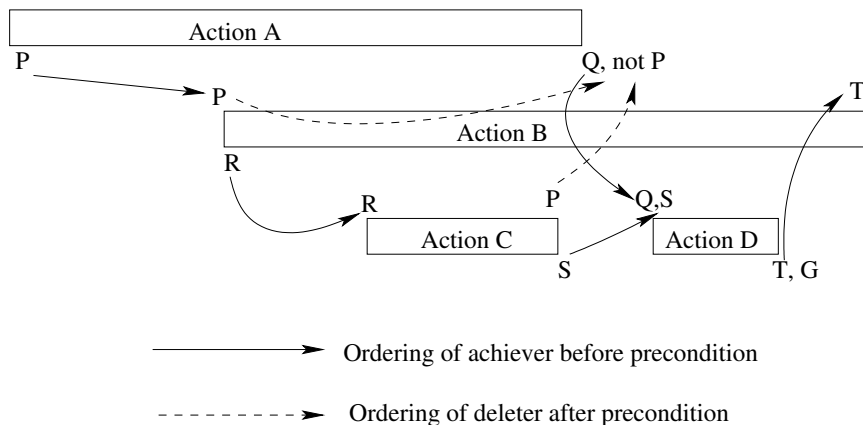 Action A
P
Q, not P
P
T
Action B
R
R
P
Q,S
Action C
Action D
S
T, G
Ordering of achiever before precondition
Ordering of deleter after precondition